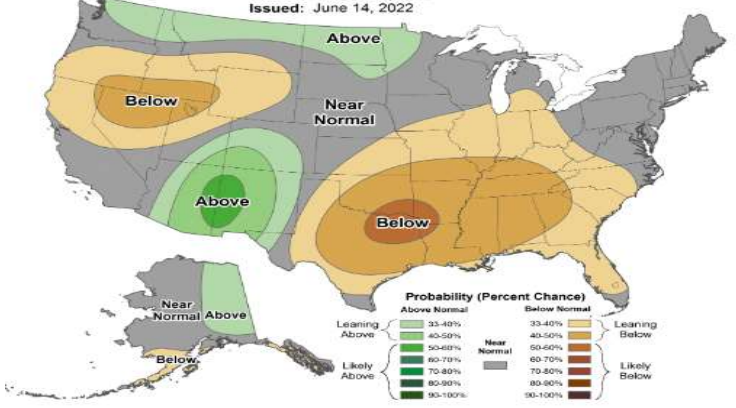 Issued: June 14, 2022
Above
Below
Near
Normal
Above
Below
Near
Normal
Above
Below
Probability (Percent Chance)
Above Normal
Below Normal
Leaning
Above
33-40%
40-50%
Likely
Above
50-60%
60-70%
70-80%
80-90%
90-100%
Near
Normal
33-40%
40-50%
Leaning
Below
50-60%
60-70%
70-80%
80-90%
90-100%
Likely
Below